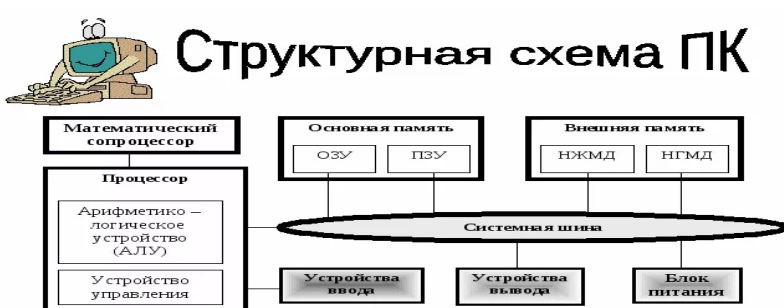 Структурная схема ПК
Математический
сопроцессор
Основная память
ОЗУ
ПЗУ
Внешняя память
НЖМД
НГМД
Процессор
Арифметико –
логическое
устройство
(АЛУ)
Системная шина
Устройство
управления
Устройства
ввода
Устройства
вывода
Блок
питания